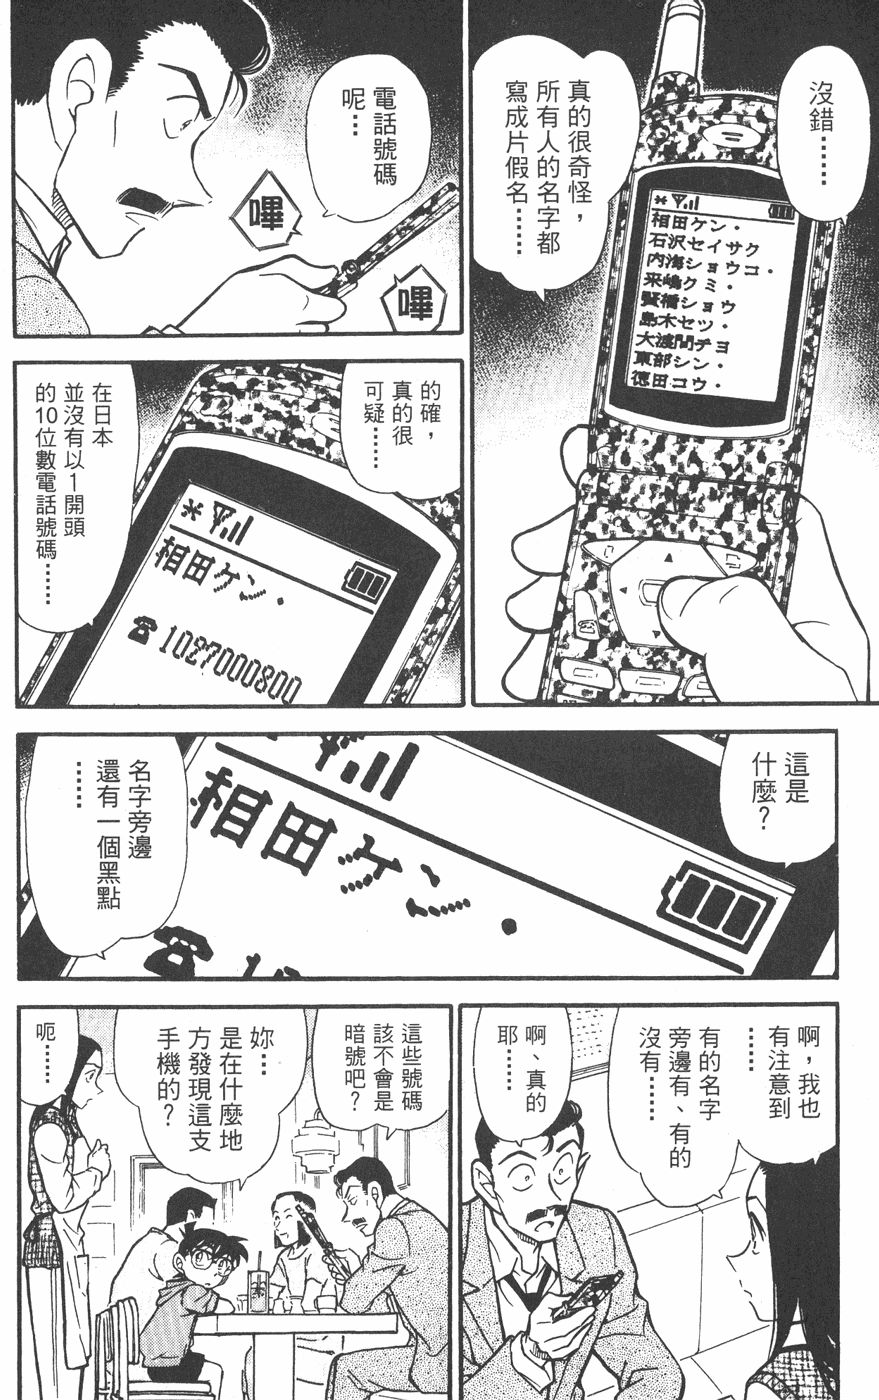 沒錯……
真的很奇怪，
所有人的名字都
寫成片假名……
相田ケン・
石沢セイサク
内海ショウコ・
来嶋クミ・
賢橋ショウ
島木セツ・
大渡間チヨ
東部シン・
徳田コウ・
電話號碼
呢…
嗶
嗶
的確，
真的很
可疑……
在日本
並沒有以1開頭
的10位數電話號碼……
相田ケン・
☎1027000800
這是
什麼？
名字旁邊
還有一個黑點
……
相田ケン・
啊，我也
有注意到
……
有的名字
旁邊有、有的
沒有……
啊、真的
耶……
這些號碼
該不會是
暗號吧？
妳…
是在什麼地
方發現這支
手機的？
呃…